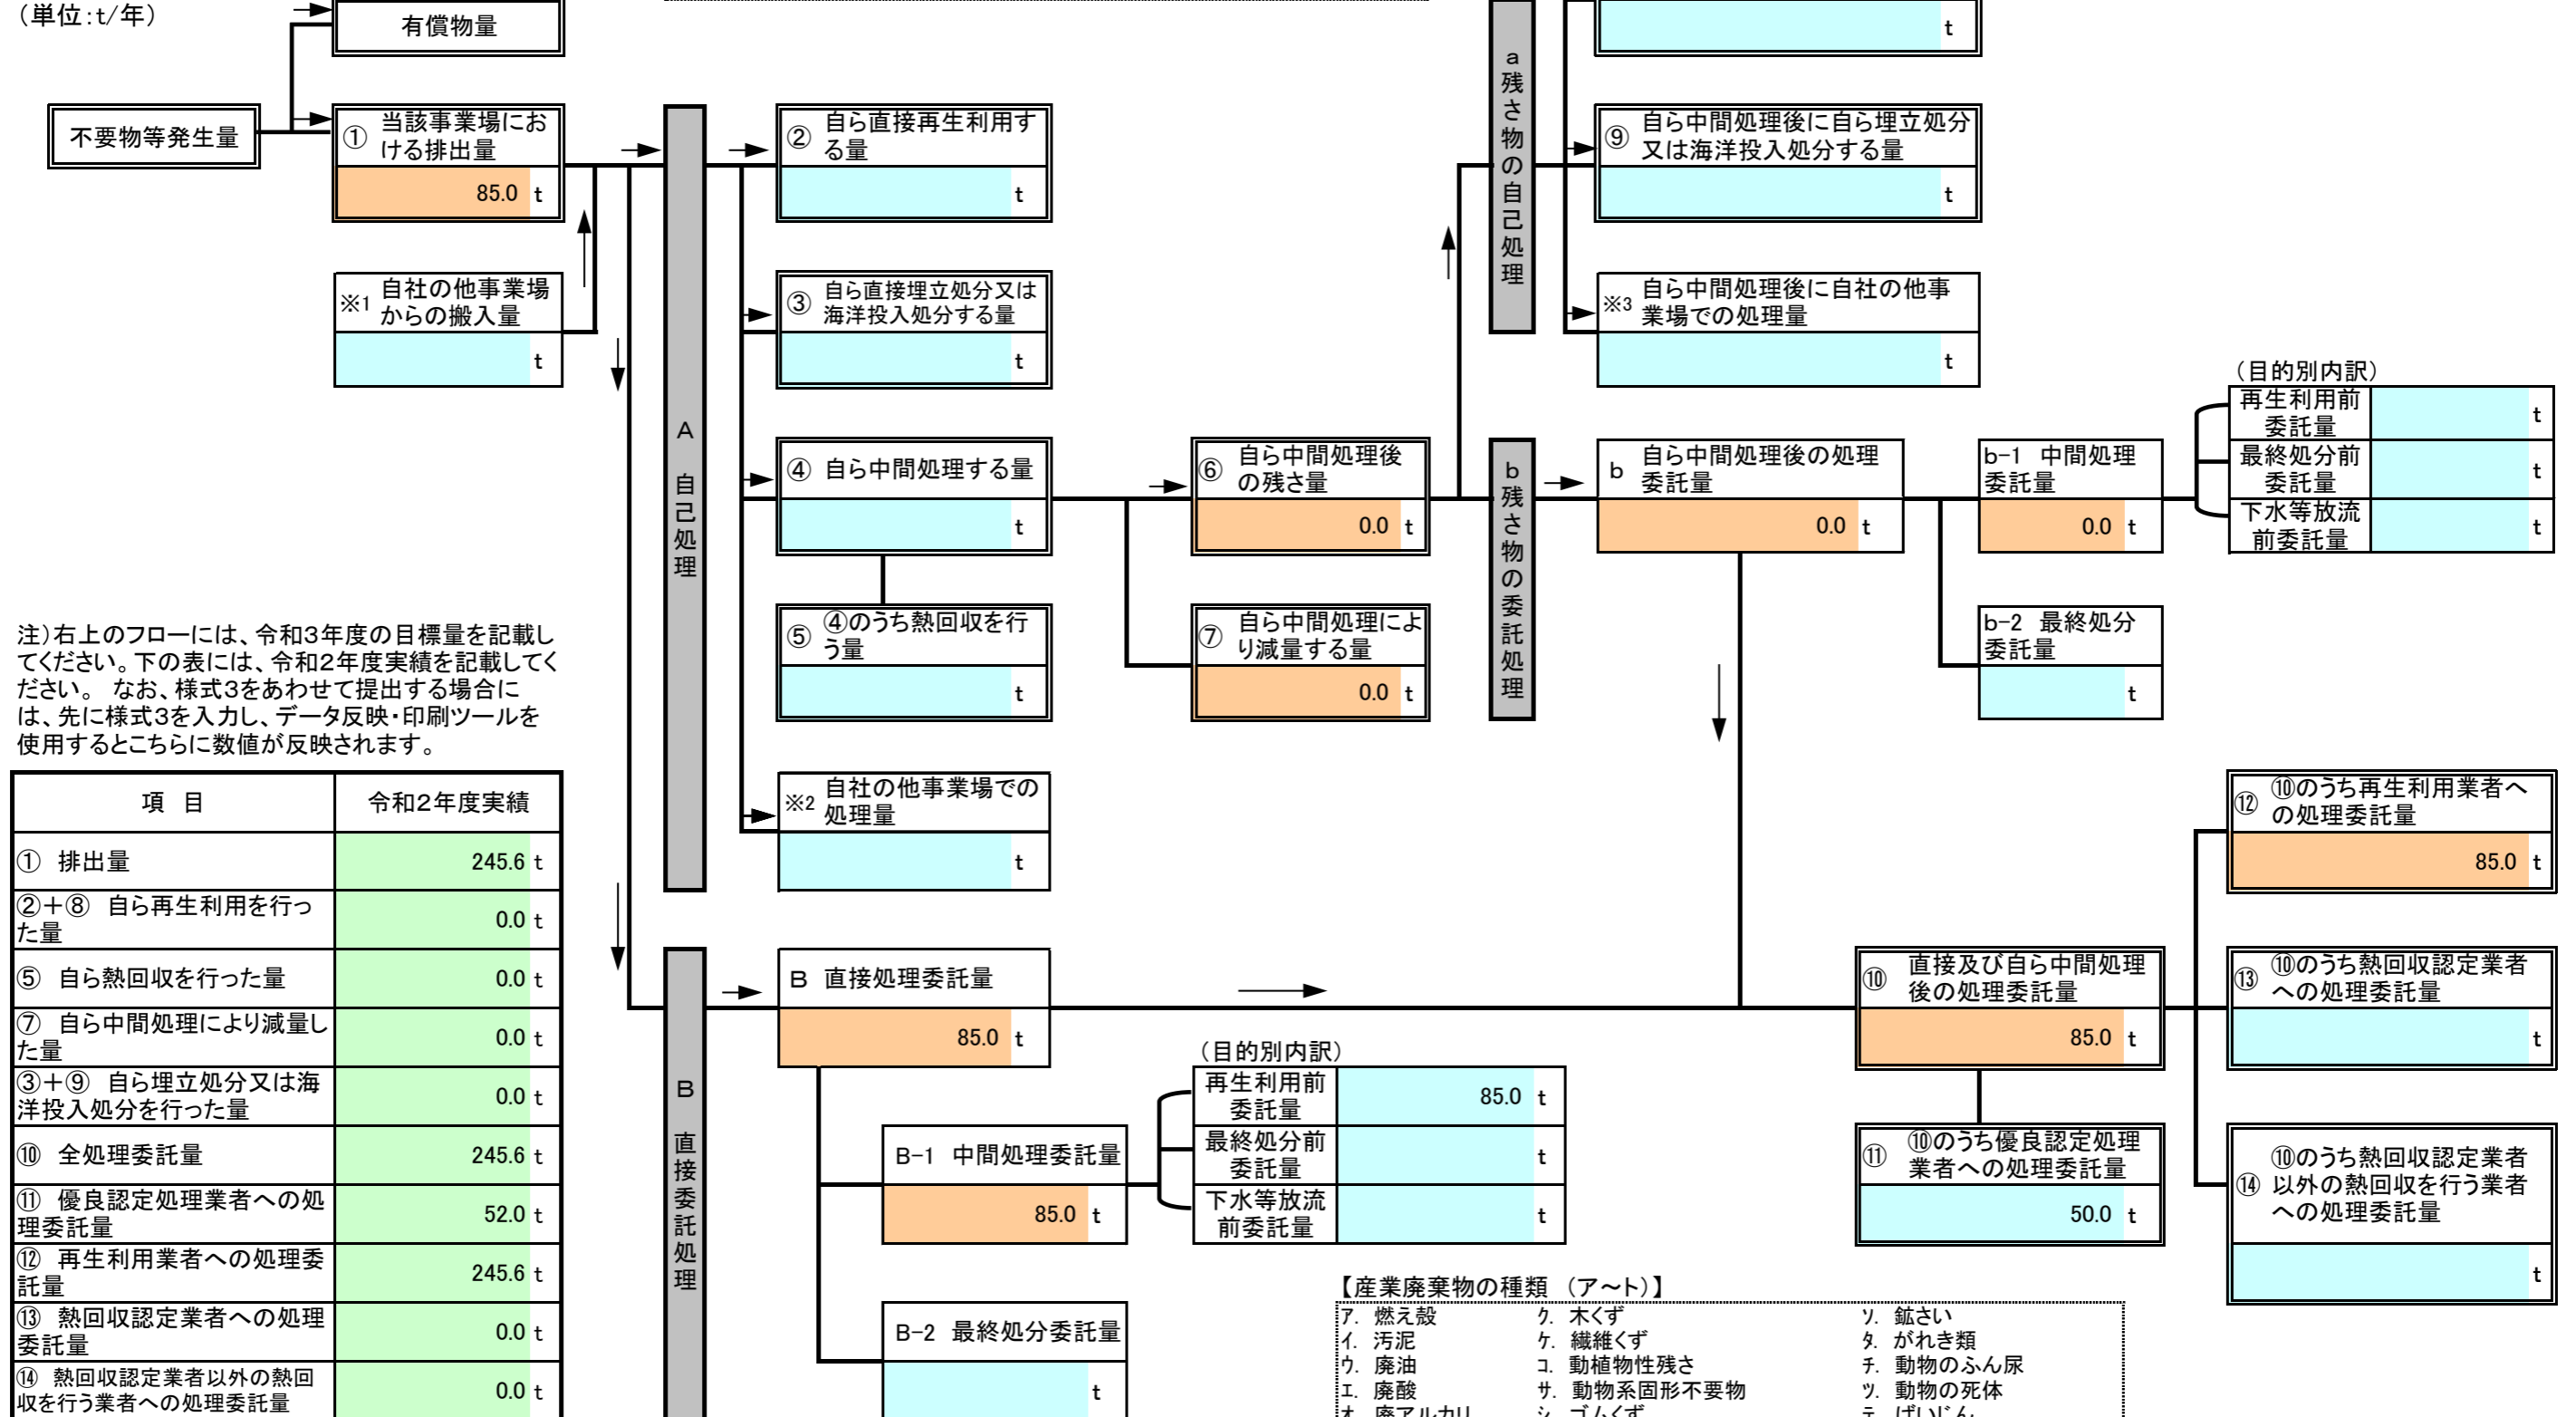 （単位:t/年）
有償物量
t
不要物等発生量
① 当該事業場にお
ける排出量
85.0 t
※1 自社の他事業場
からの搬入量
t
A 自己処理
② 自ら直接再生利用す
る量
t
③ 自ら直接埋立処分又は
海洋投入処分する量
t
④ 自ら中間処理する量
t
⑤ ④のうち熱回収を行
う量
t
※2 自社の他事業場での
処理量
t
⑥ 自ら中間処理後
の残さ量
0.0 t
⑦ 自ら中間処理によ
り減量する量
0.0 t
a 残さ物の自己処理
⑨ 自ら中間処理後に自ら埋立処分
又は海洋投入処分する量
t
※3 自ら中間処理後に自社の他事
業場での処理量
t
b 残さ物の委託処理
b 自ら中間処理後の処理
委託量
0.0 t
b-1 中間処理
委託量
0.0 t
b-2 最終処分
委託量
t
（目的別内訳）
再生利用前
委託量
t
最終処分前
委託量
t
下水等放流
前委託量
t
注）右上のフローには、令和3年度の目標量を記載し
てください。下の表には、令和2年度実績を記載してく
ださい。 なお、様式3をあわせて提出する場合に
は、先に様式3を入力し、データ反映・印刷ツールを
使用するとこちらに数値が反映されます。
項 目 令和2年度実績
① 排出量 245.6 t
②＋⑧ 自ら再生利用を行っ
た量 0.0 t
⑤ 自ら熱回収を行った量 0.0 t
⑦ 自ら中間処理により減量し
た量 0.0 t
③＋⑨ 自ら埋立処分又は海
洋投入処分を行った量 0.0 t
⑩ 全処理委託量 245.6 t
⑪ 優良認定処理業者への処
理委託量 52.0 t
⑫ 再生利用業者への処理委
託量 245.6 t
⑬ 熱回収認定業者への処理
委託量 0.0 t
⑭ 熱回収認定業者以外の熱回
収を行う業者への処理委託量 0.0 t
B 直接委託処理
B 直接処理委託量
85.0 t
B-1 中間処理委託量
85.0 t
B-2 最終処分委託量
t
（目的別内訳）
再生利用前
委託量
85.0 t
最終処分前
委託量
t
下水等放流
前委託量
t
⑩ 直接及び自ら中間処理
後の処理委託量
85.0 t
⑪ ⑩のうち優良認定処理
業者への処理委託量
50.0 t
⑫ ⑩のうち再生利用業者へ
の処理委託量
85.0 t
⑬ ⑩のうち熱回収認定業者
への処理委託量
t
⑭ ⑩のうち熱回収認定業者
以外の熱回収を行う業者
への処理委託量
t
【産業廃棄物の種類 （ア～ト）】
ア. 燃え殻 ク. 木くず ソ. 鉱さい
イ. 汚泥 ケ. 繊維くず タ. がれき類
ウ. 廃油 コ. 動植物性残さ チ. 動物のふん尿
エ. 廃酸 サ. 動物系固形不要物 ツ. 動物の死体
オ. 廃アルカリ シ. ゴムくず テ. ばいじん